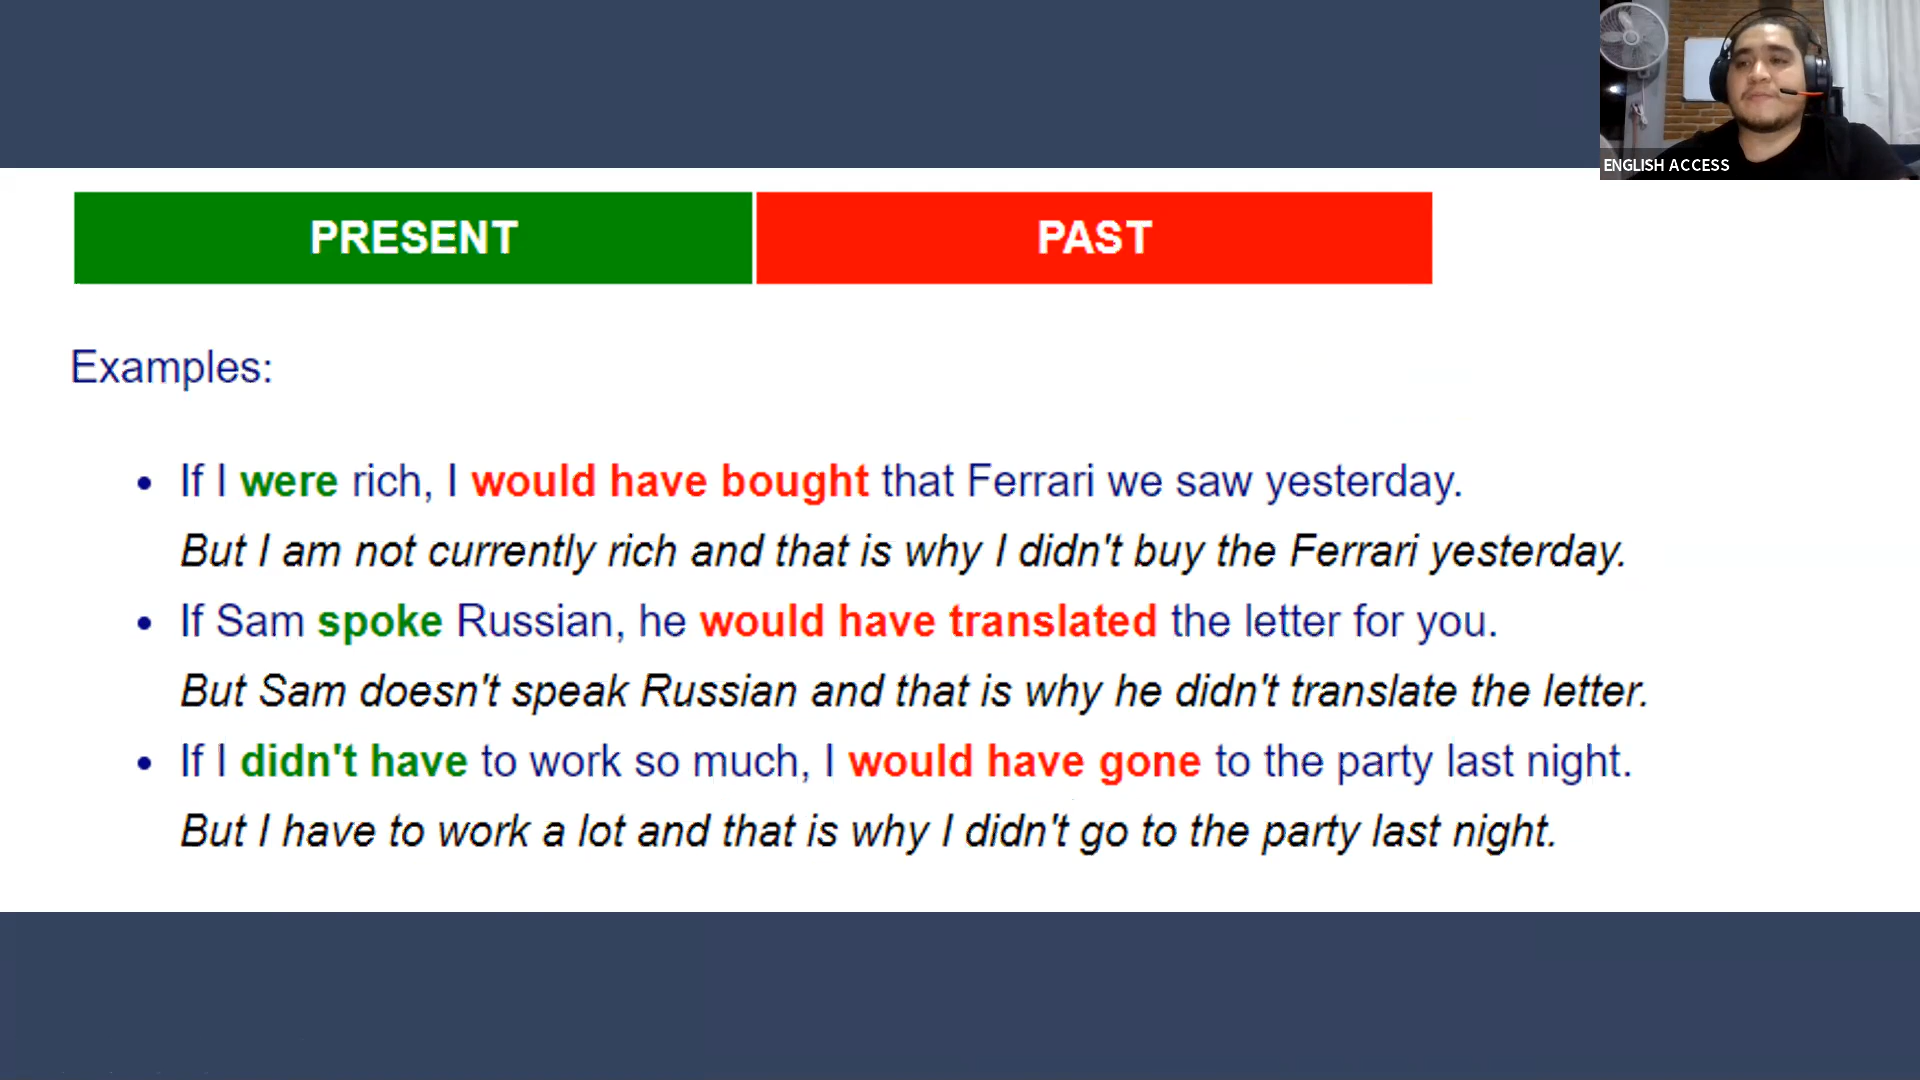 ENGLISH ACCESS
PRESENT
PAST
Examples:
• If I were rich, I would have bought that Ferrari we saw yesterday.
But I am not currently rich and that is why I didn't buy the Ferrari yesterday.
• If Sam spoke Russian, he would have translated the letter for you.
But Sam doesn't speak Russian and that is why he didn't translate the letter.
• If I didn't have to work so much, I would have gone to the party last night.
But I have to work a lot and that is why I didn't go to the party last night.